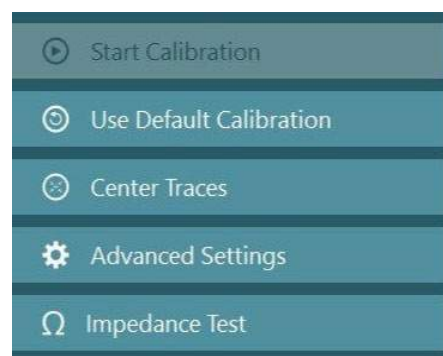 Start Calibration
Use Default Calibration
Center Traces
Advanced Settings
Ω Impedance Test